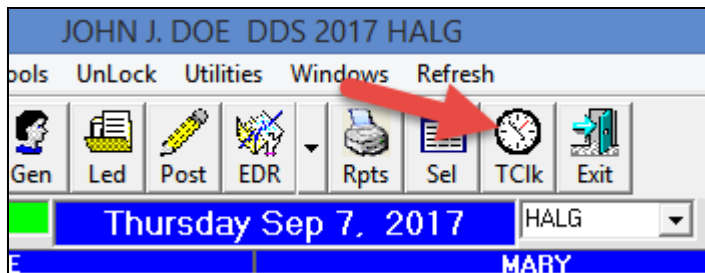 JOHN J. DOE DDS 2017 HALG
ools UnLock Utilities Windows Refresh
Gen Led Post EDR Rpts Sel TClk Exit
Thursday Sep 7, 2017 HALG
E MARY